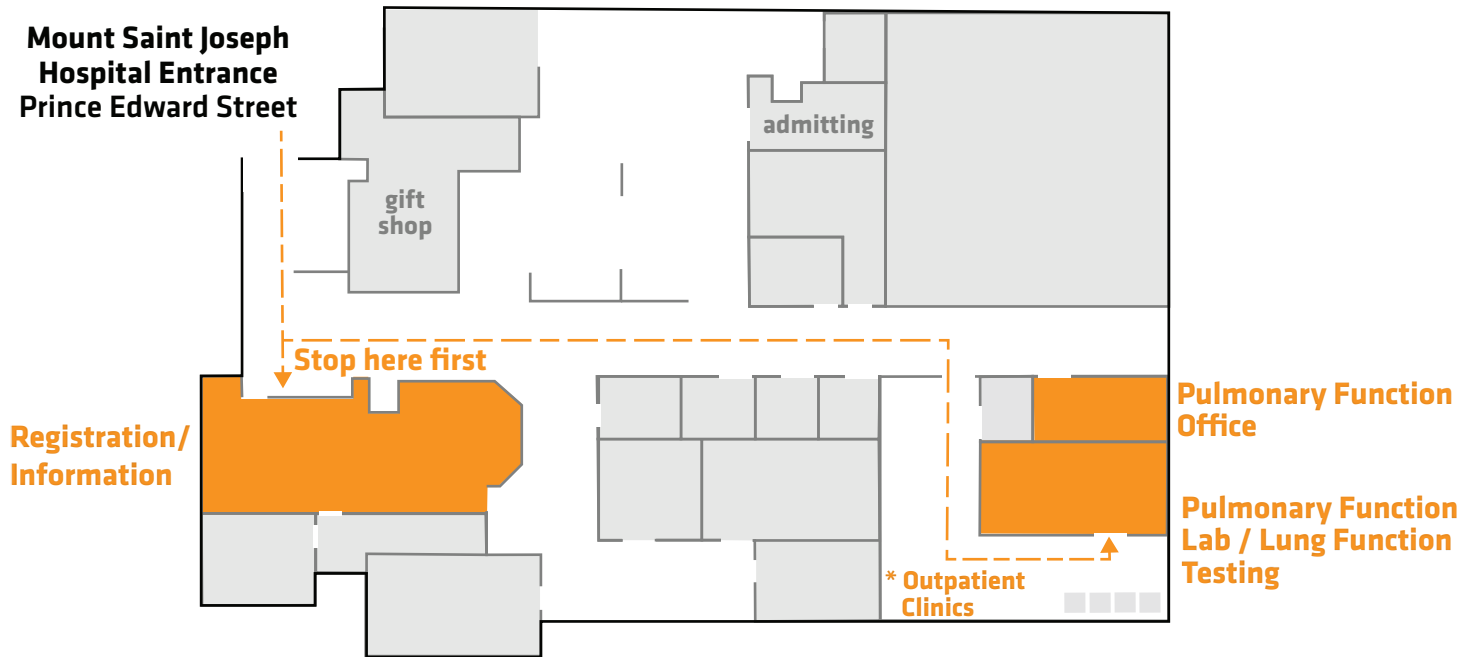 Mount Saint Joseph
Hospital Entrance
Prince Edward Street
admitting
gift
shop
Stop here first
Registration/
Information
Pulmonary Function
Office
Pulmonary Function
Lab / Lung Function
Testing
* Outpatient
Clinics